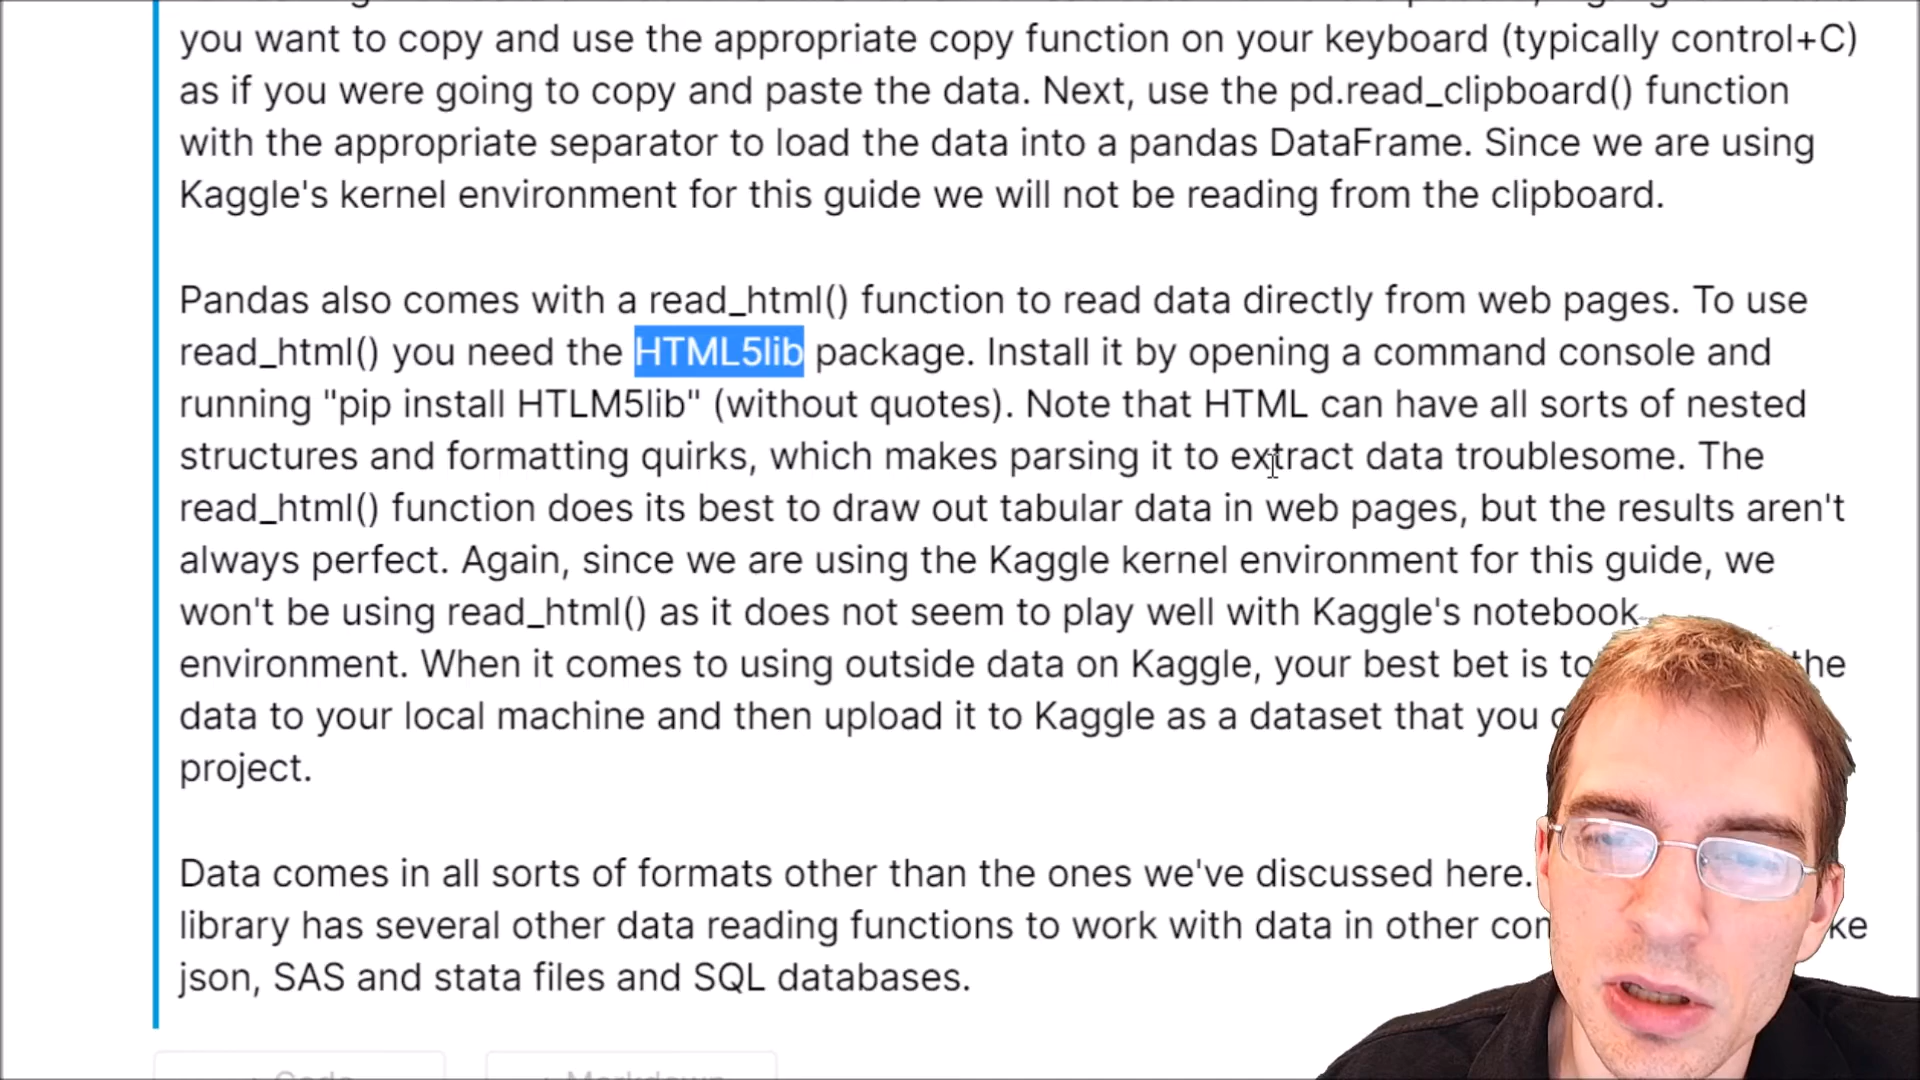 you want to copy and use the appropriate copy function on your keyboard (typically control+C)
as if you were going to copy and paste the data. Next, use the pd.read_clipboard() function
with the appropriate separator to load the data into a pandas DataFrame. Since we are using
Kaggle's kernel environment for this guide we will not be reading from the clipboard.
Pandas also comes with a read_html() function to read data directly from web pages. To use
read_html() you need the HTML5lib package. Install it by opening a command console and
running "pip install HTLM5lib" (without quotes). Note that HTML can have all sorts of nested
structures and formatting quirks, which makes parsing it to extract data troublesome. The
read_html() function does its best to draw out tabular data in web pages, but the results aren't
always perfect. Again, since we are using the Kaggle kernel environment for this guide, we
won't be using read_html() as it does not seem to play well with Kaggle's notebook
environment. When it comes to using outside data on Kaggle, your best bet is to the
data to your local machine and then upload it to Kaggle as a dataset that you
project.
Data comes in all sorts of formats other than the ones we've discussed here.
library has several other data reading functions to work with data in other
json, SAS and stata files and SQL databases.